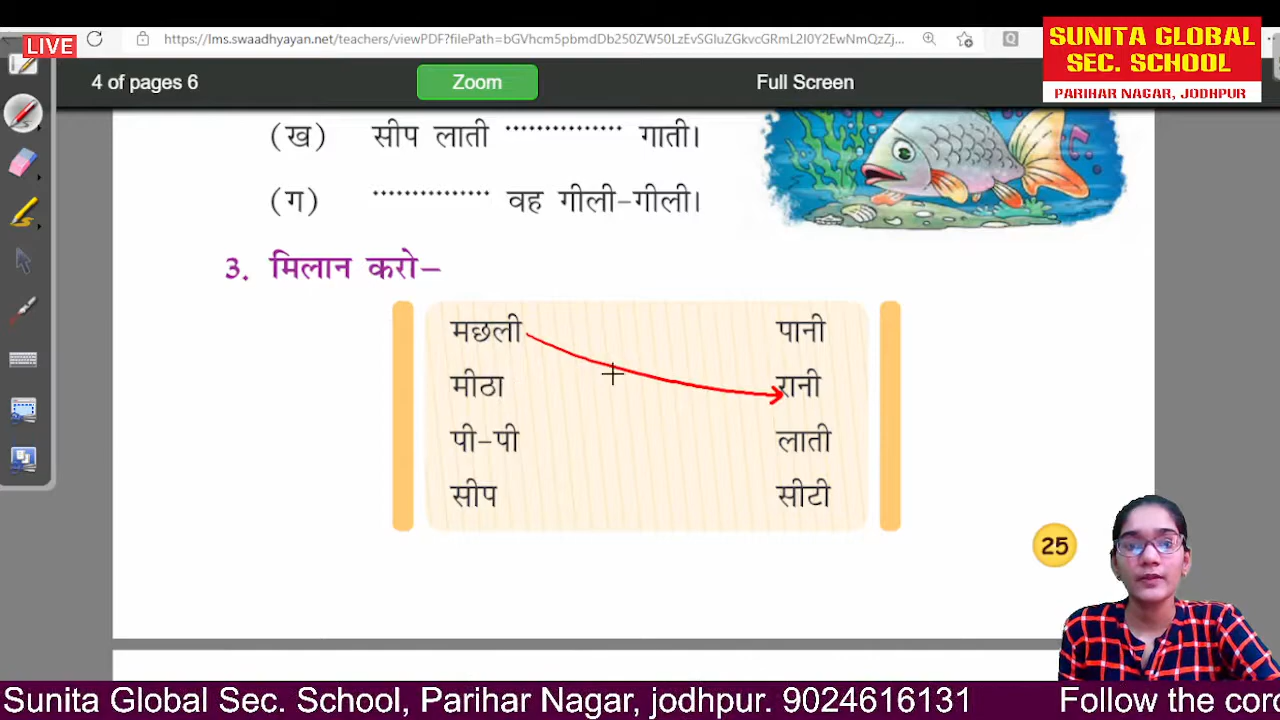 LIVE
https://lms.swaadhyayan.net/teachers/viewPDF?filePath=bGVhcm5pbmdDb250ZW50LzEvSGluZGkvcGRmL2I0Y2EwNmQzZj...
SUNITA GLOBAL
SEC. SCHOOL
PARIHAR NAGAR, JODHPUR
4 of pages 6
Zoom
Full Screen
(ख) सीप लाती ............... गाती।
(ग) ............... वह गीली-गीली।
3. मिलान करो-
मछली पानी
मीठा रानी
पी-पी लाती
सीप सीटी
25
Sunita Global Sec. School, Parihar Nagar, jodhpur. 9024616131 Follow the coro